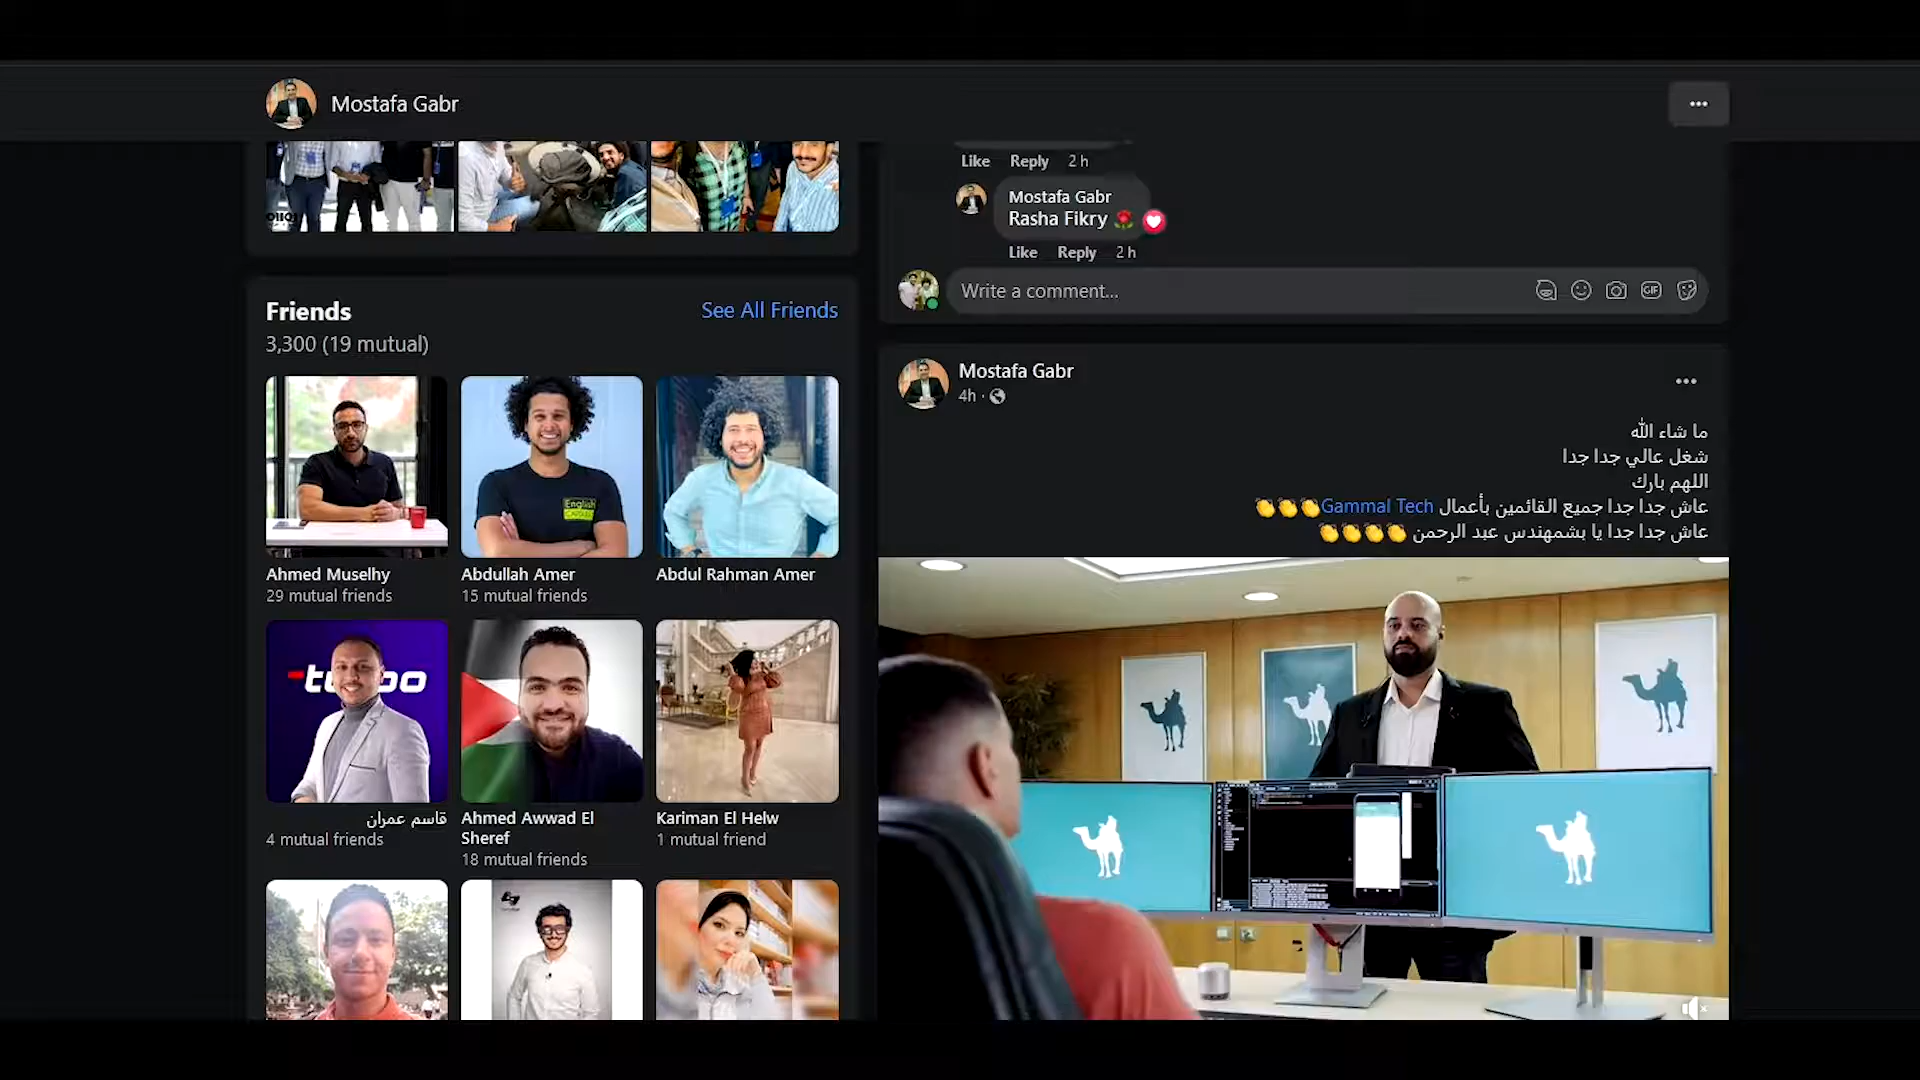 Mostafa Gabr
Friends
See All Friends
3,300 (19 mutual)
Ahmed Muselhy
29 mutual friends
Abdullah Amer
15 mutual friends
Abdul Rahman Amer
قاسم عمران
4 mutual friends
Ahmed Awwad El
Sheref
18 mutual friends
Kariman El Helw
1 mutual friend
English
Like Reply 2 h
Mostafa Gabr
Rasha Fikry 🌹
Like Reply 2 h
Write a comment...
GIF
Mostafa Gabr
4h ·
ما شاء الله
شغل عالي جدا جدا
اللهم بارك
عاش جدا جدا جميع القائمين بأعمال Gammal Tech 👏👏👏
عاش جدا جدا يا بشمهندس عبد الرحمن 👏👏👏👏